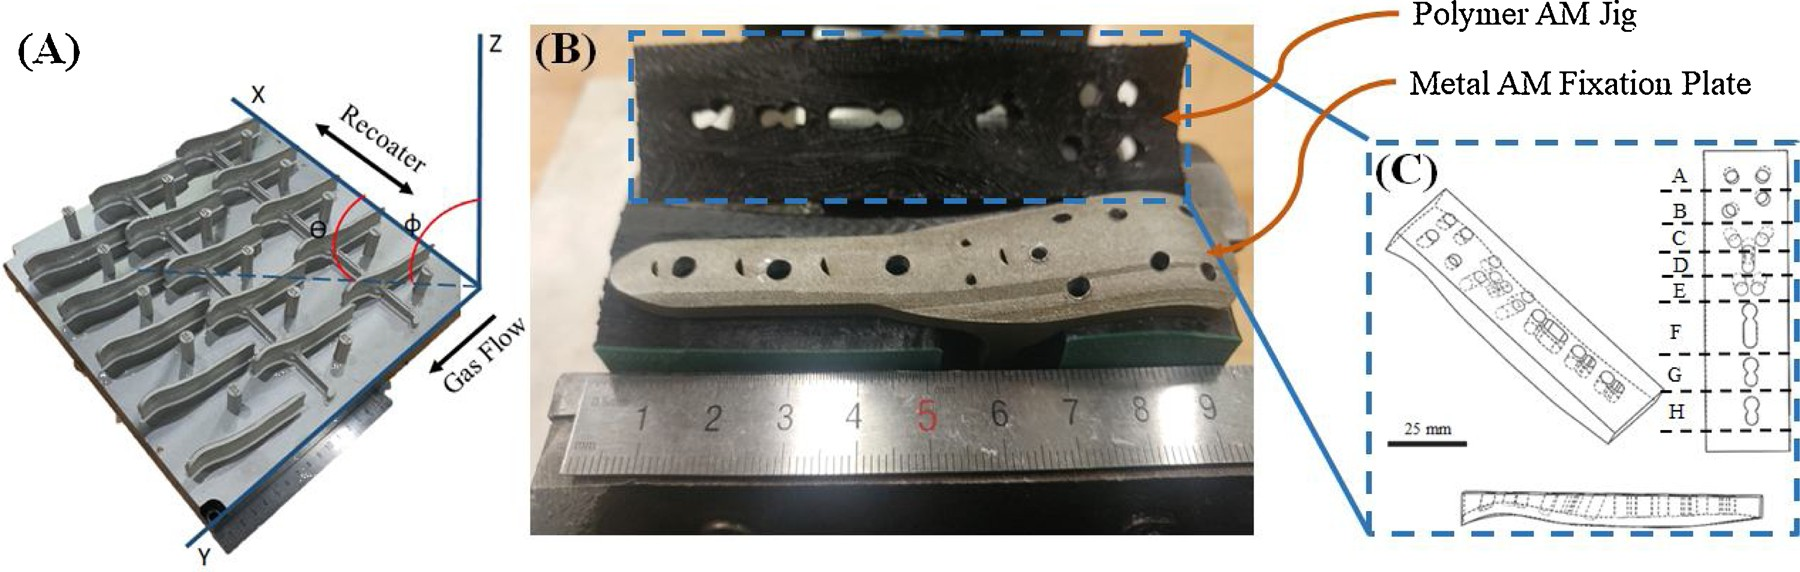 (A)
Z
X
Recoater
Θ
Φ
Gas Flow
Y
(B)
Polymer AM Jig
Metal AM Fixation Plate
1 2 3 4 5 6 7 8 9
mm
(C)
A
B
C
D
E
F
G
H
25 mm